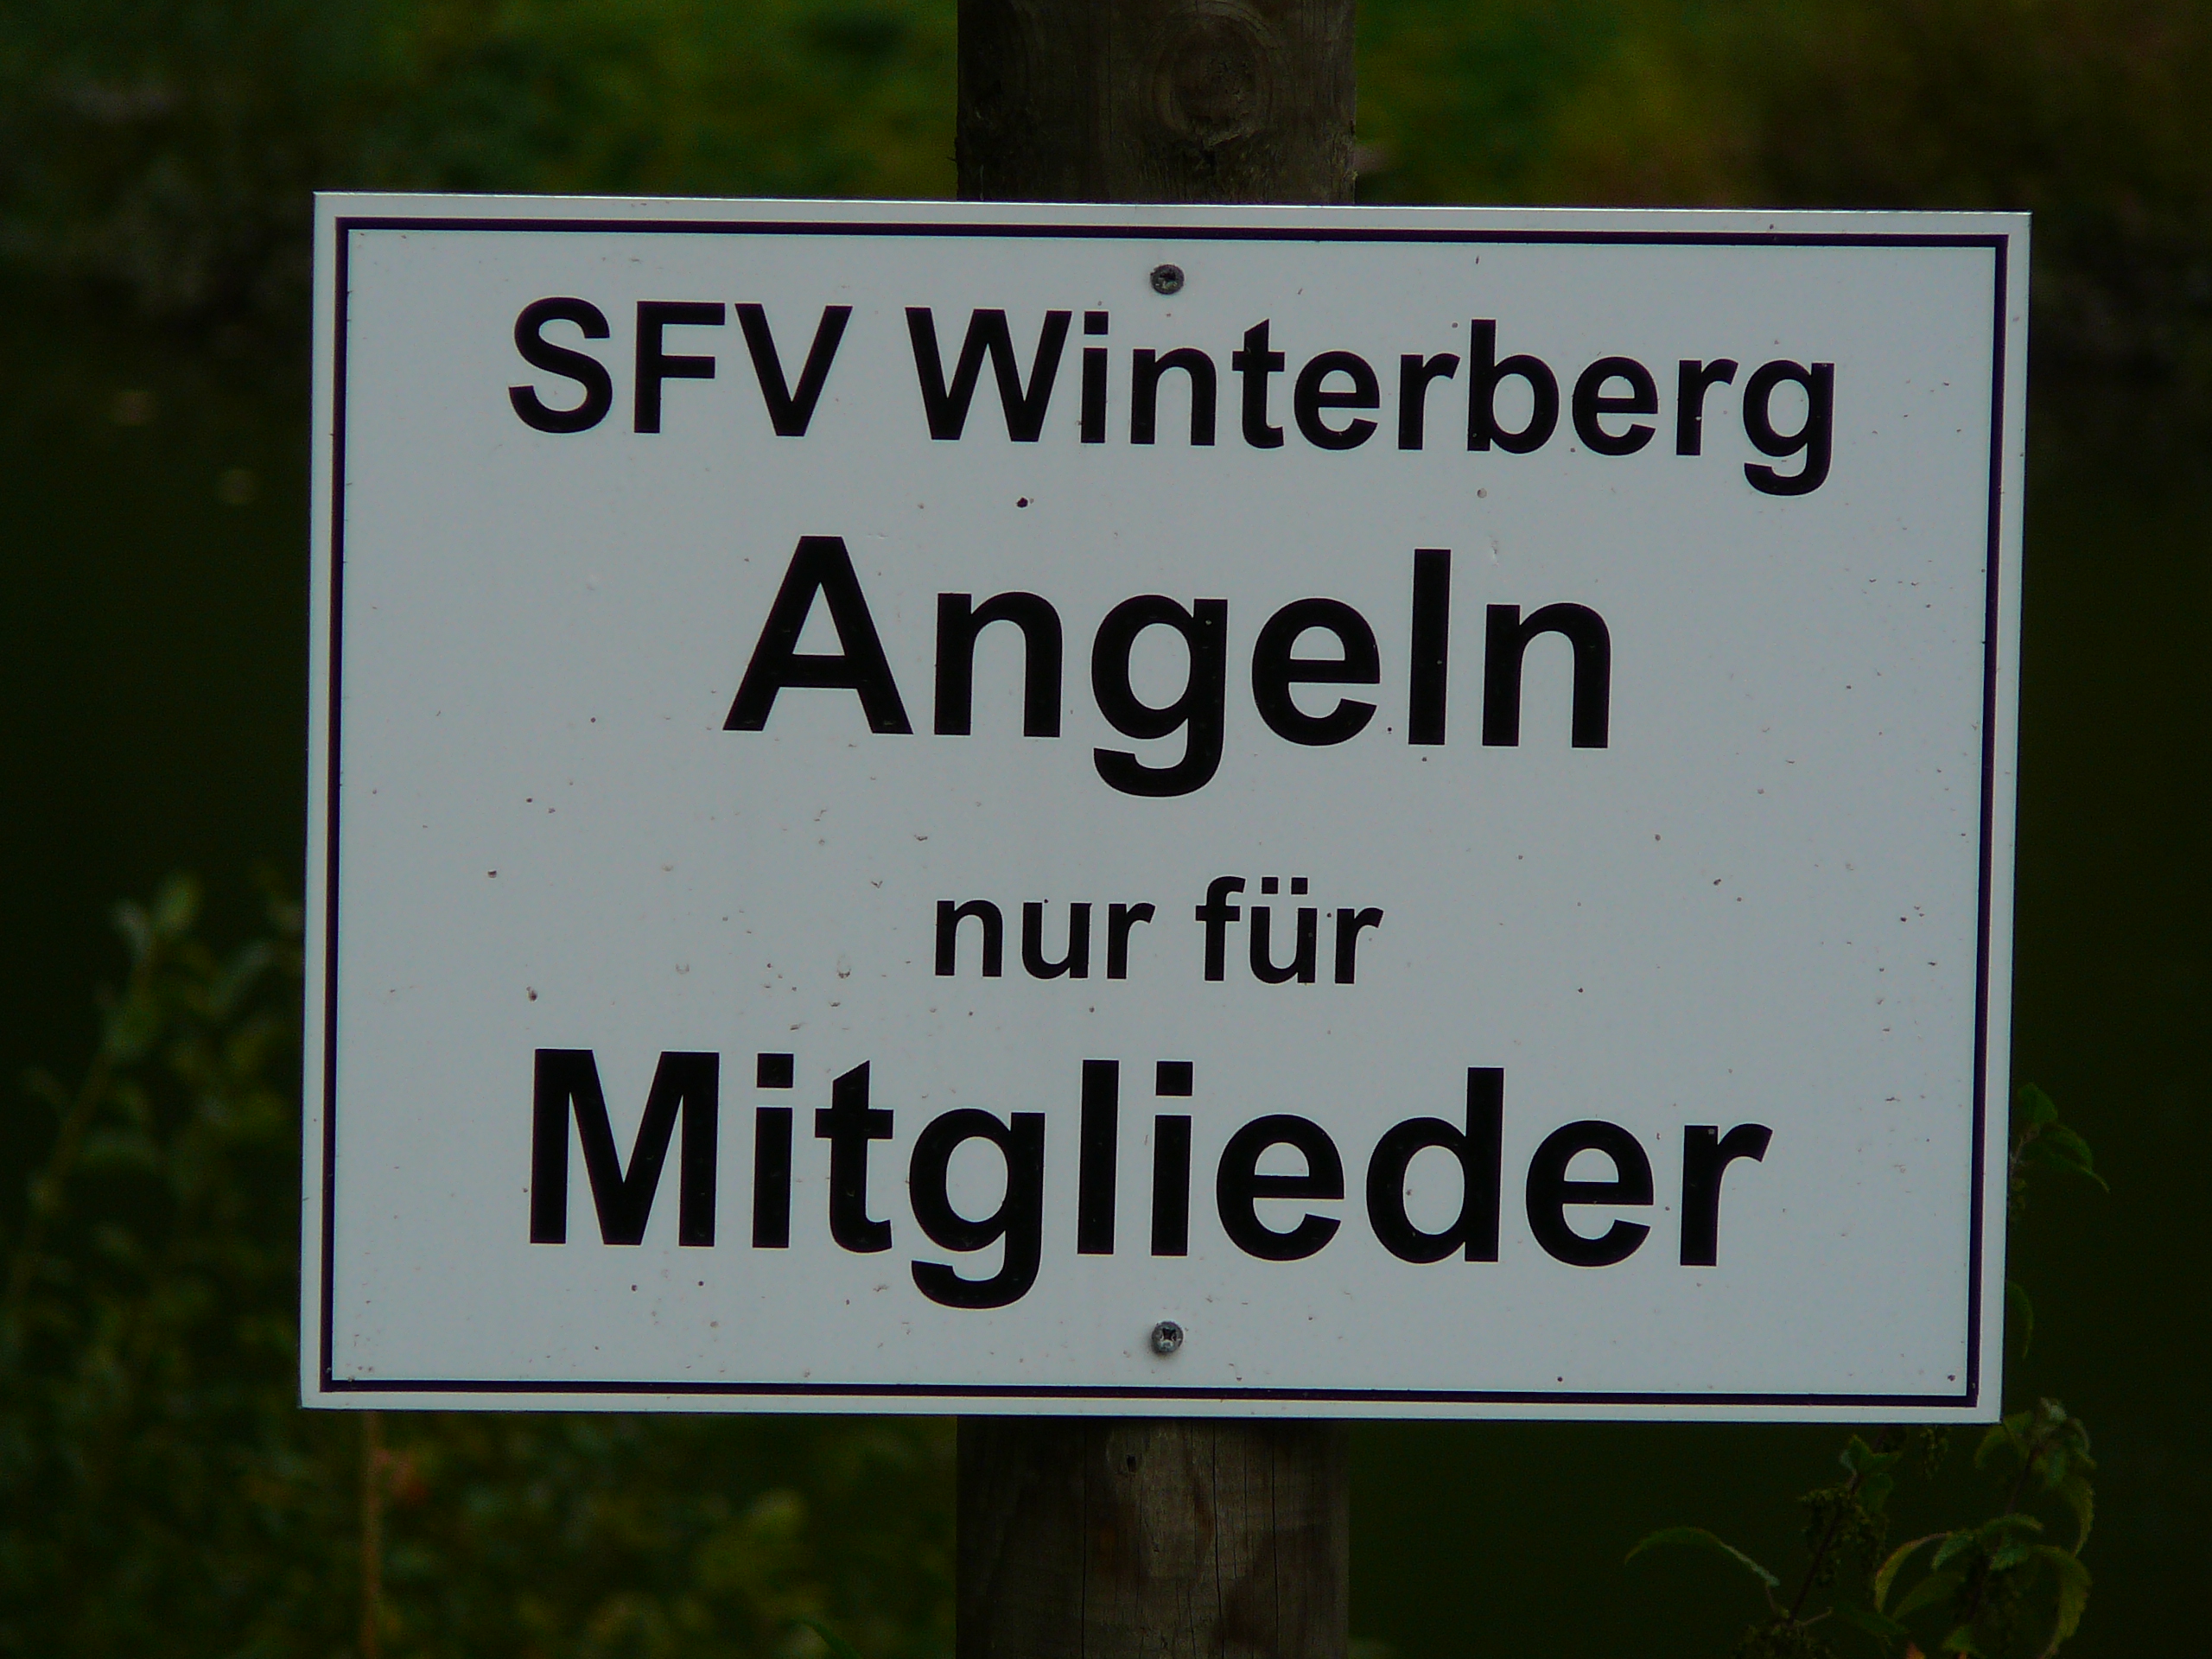 SFV Winterberg
Angeln
nur für
Mitglieder